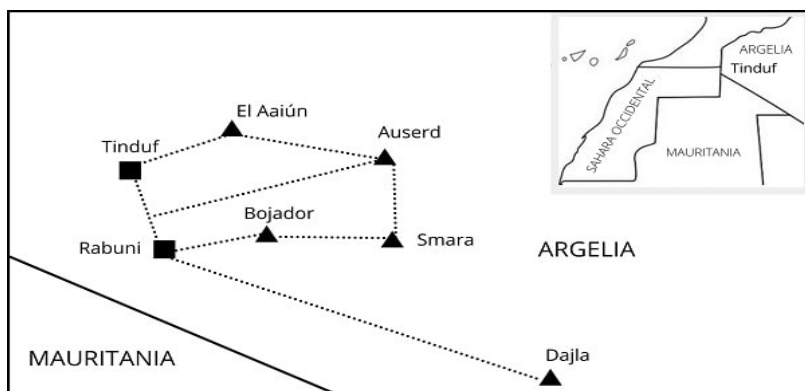 ARGELIA
Tinduf
SAHARA OCCIDENTAL
MAURITANIA
El Aaiún
Tinduf
Auserd
Bojador
Rabuni
Smara
ARGELIA
MAURITANIA
Dajla